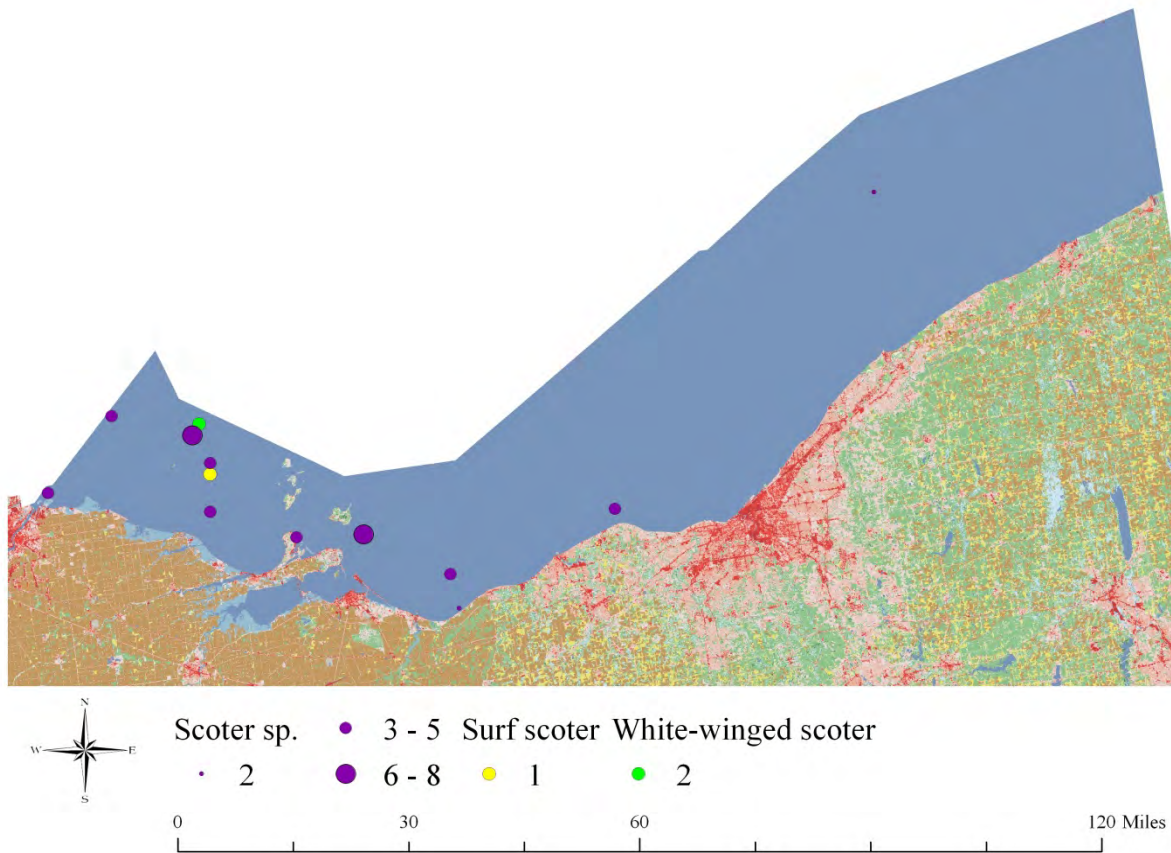 N
W E
S
Scoter sp. 3 - 5 Surf scoter White-winged scoter
2 6 - 8 1 2
0 30 60 120 Miles